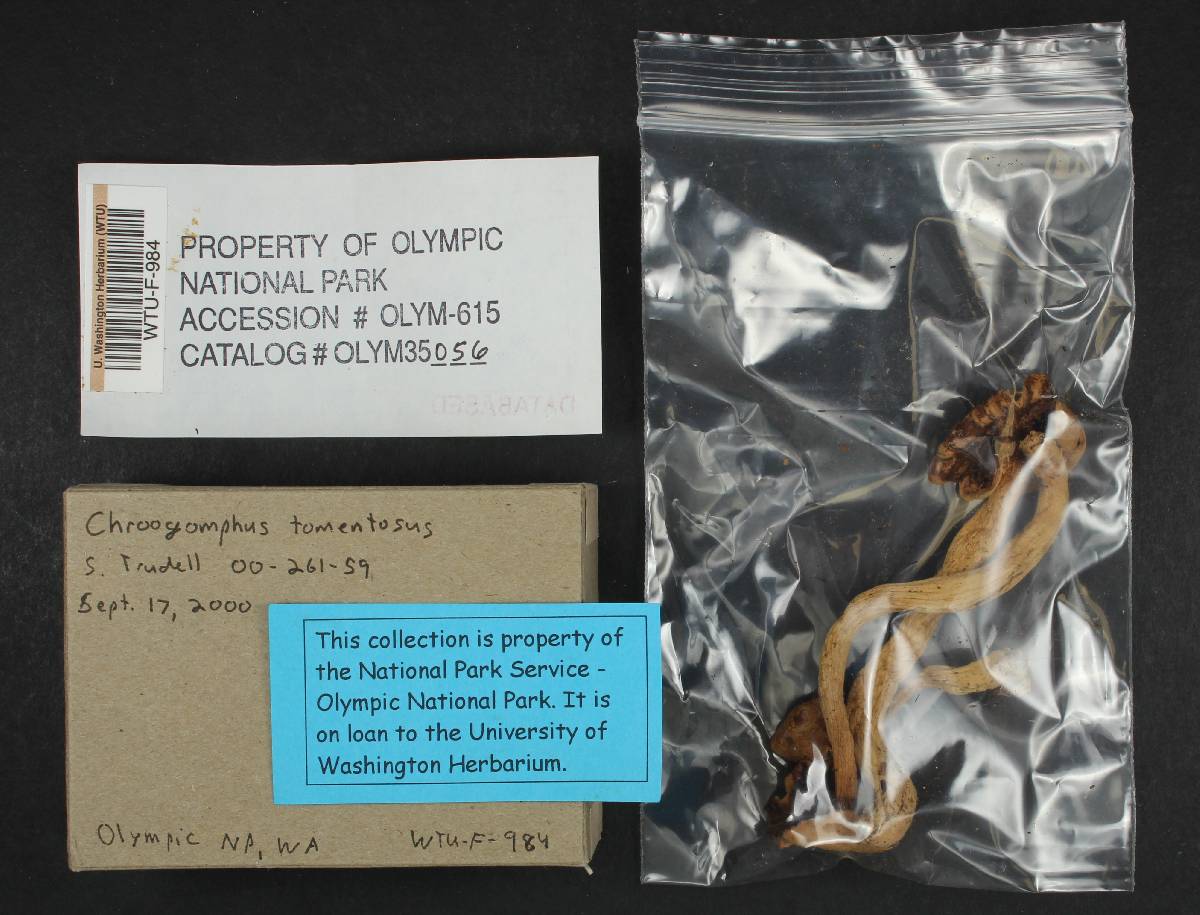 U. Washington Herbarium (WTU)
WTU-F-984
PROPERTY OF OLYMPIC
NATIONAL PARK
ACCESSION # OLYM-615
CATALOG # OLYM35056
DATABASED
Chroogomphus tomentosus
S. Trudell 00-261-59
Sept. 17, 2000
This collection is property of
the National Park Service -
Olympic National Park. It is
on loan to the University of
Washington Herbarium.
Olympic NP, WA WTU-F-984